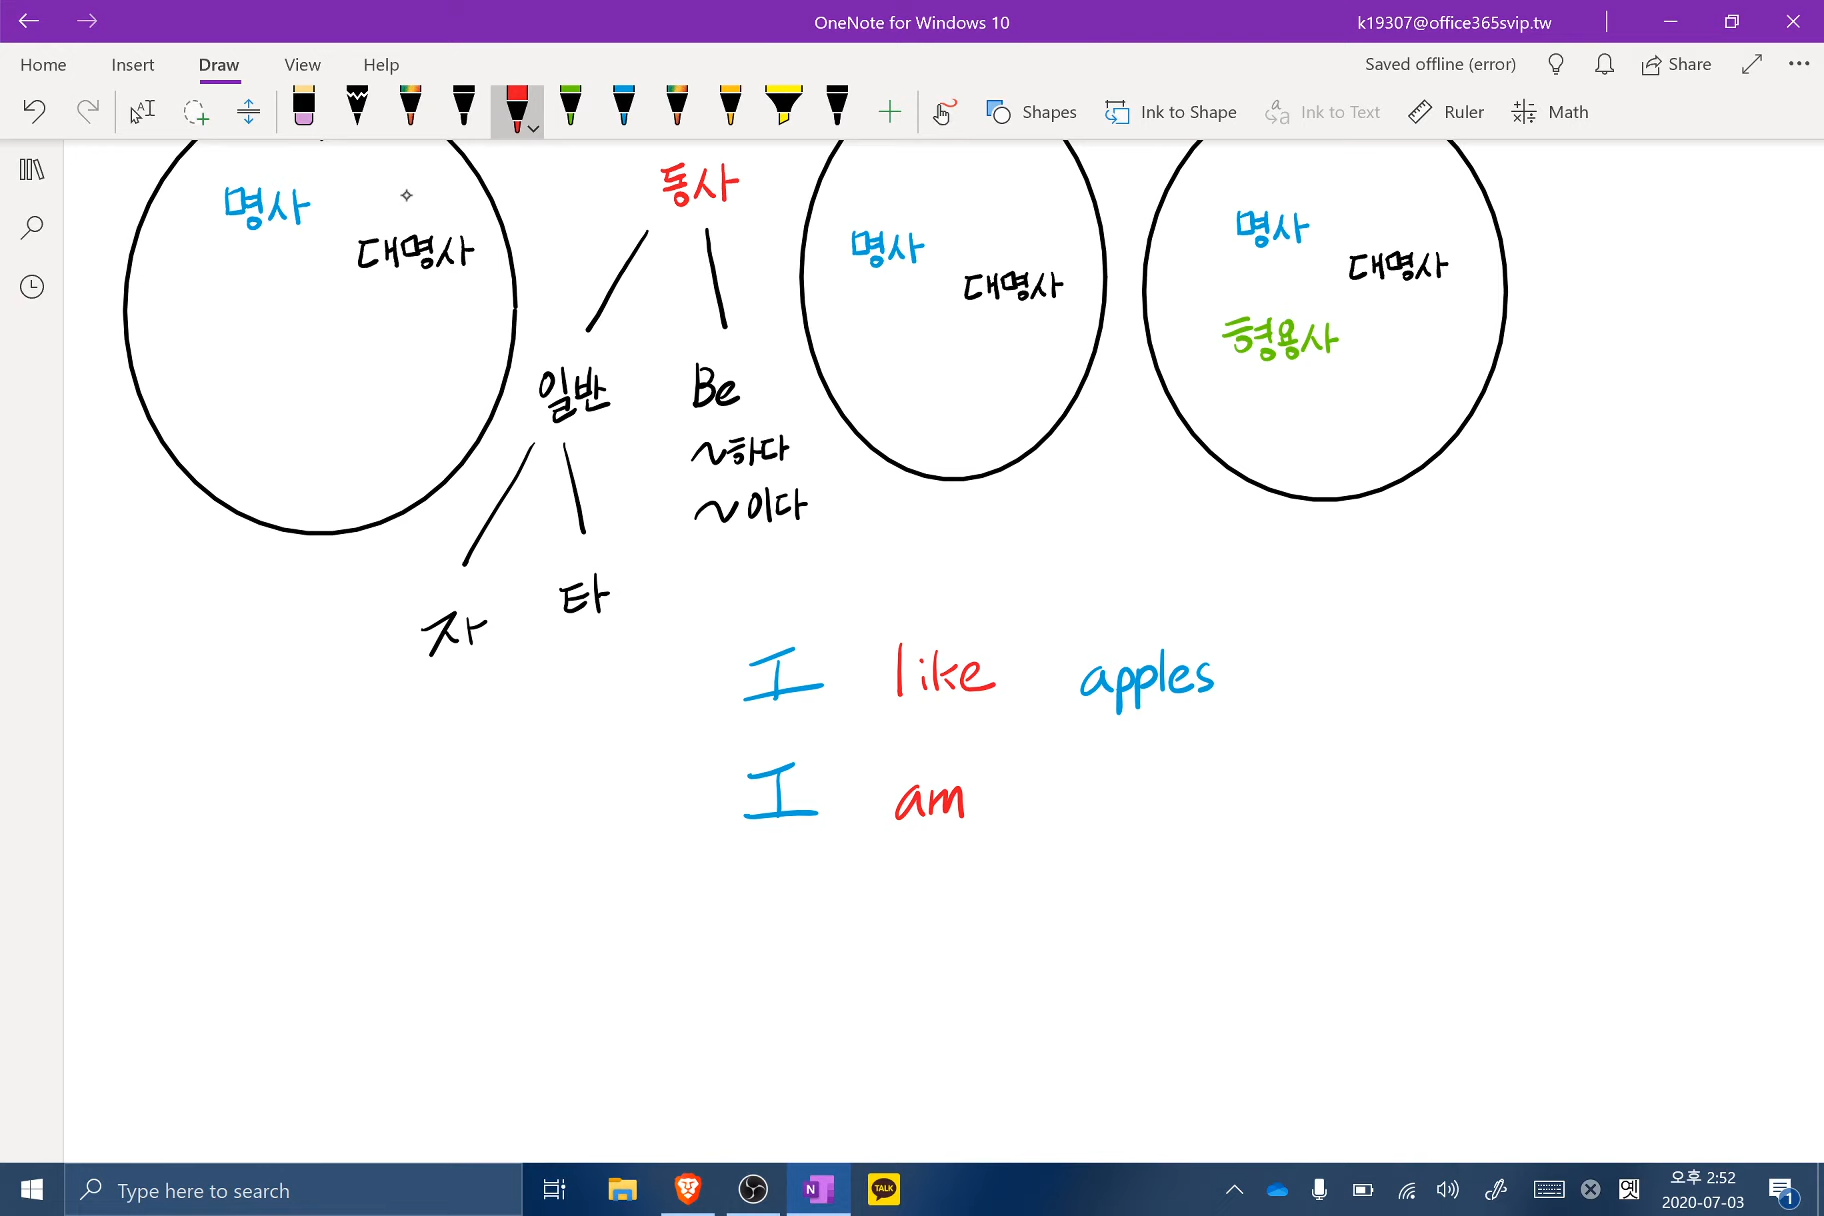 OneNote for Windows 10
k19307@office365svip.tw
Home Insert Draw View Help
Saved offline (error) Share
Shapes Ink to Shape Ink to Text Ruler Math
명사
대명사
동사
일반 Be
~하다
~이다
자 타
명사
대명사
명사
대명사
형용사
I like apples
I am
Type here to search
N
TALK
오후 2:52
2020-07-03
1